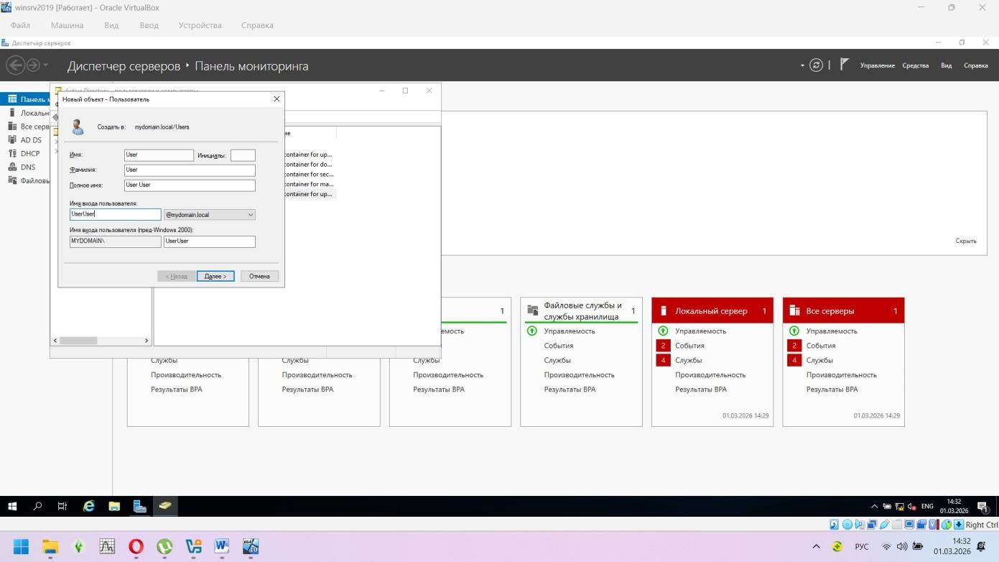 winsrv2019 [Работает] - Oracle VirtualBox
Файл Машина Вид Ввод Устройства Справка
Диспетчер серверов
Диспетчер серверов ‣ Панель мониторинга
Управление Средства Вид Справка
Active Directory - пользователи и компьютеры
Новый объект - Пользователь
Панель м
Локальн
Все серв
AD DS
DHCP
DNS
Файловь
Создать в: mydomain.local/Users
Имя: User Инициалы:
Фамилия: User
Полное имя: User User
Имя входа пользователя:
UserUser @mydomain.local
Имя входа пользователя (пред-Windows 2000):
MYDOMAIN\ UserUser
< Назад Далее > Отмена
ие
container for up...
container for do...
container for sec...
container for ma...
container for up...
Скрыть
1
емость
Службы
Производительность
Результаты BPA
Службы
Производительность
Результаты BPA
Службы
Производительность
Результаты BPA
Файловые службы и службы хранилища 1
Управляемость
События
Службы
Производительность
Результаты BPA
Локальный сервер 1
Управляемость
2 События
4 Службы
Производительность
Результаты BPA
01.03.2026 14:29
Все серверы 1
Управляемость
2 События
4 Службы
Производительность
Результаты BPA
01.03.2026 14:29
ENG
14:32
01.03.2026
1
Right Ctrl
РУС
14:32
01.03.2026